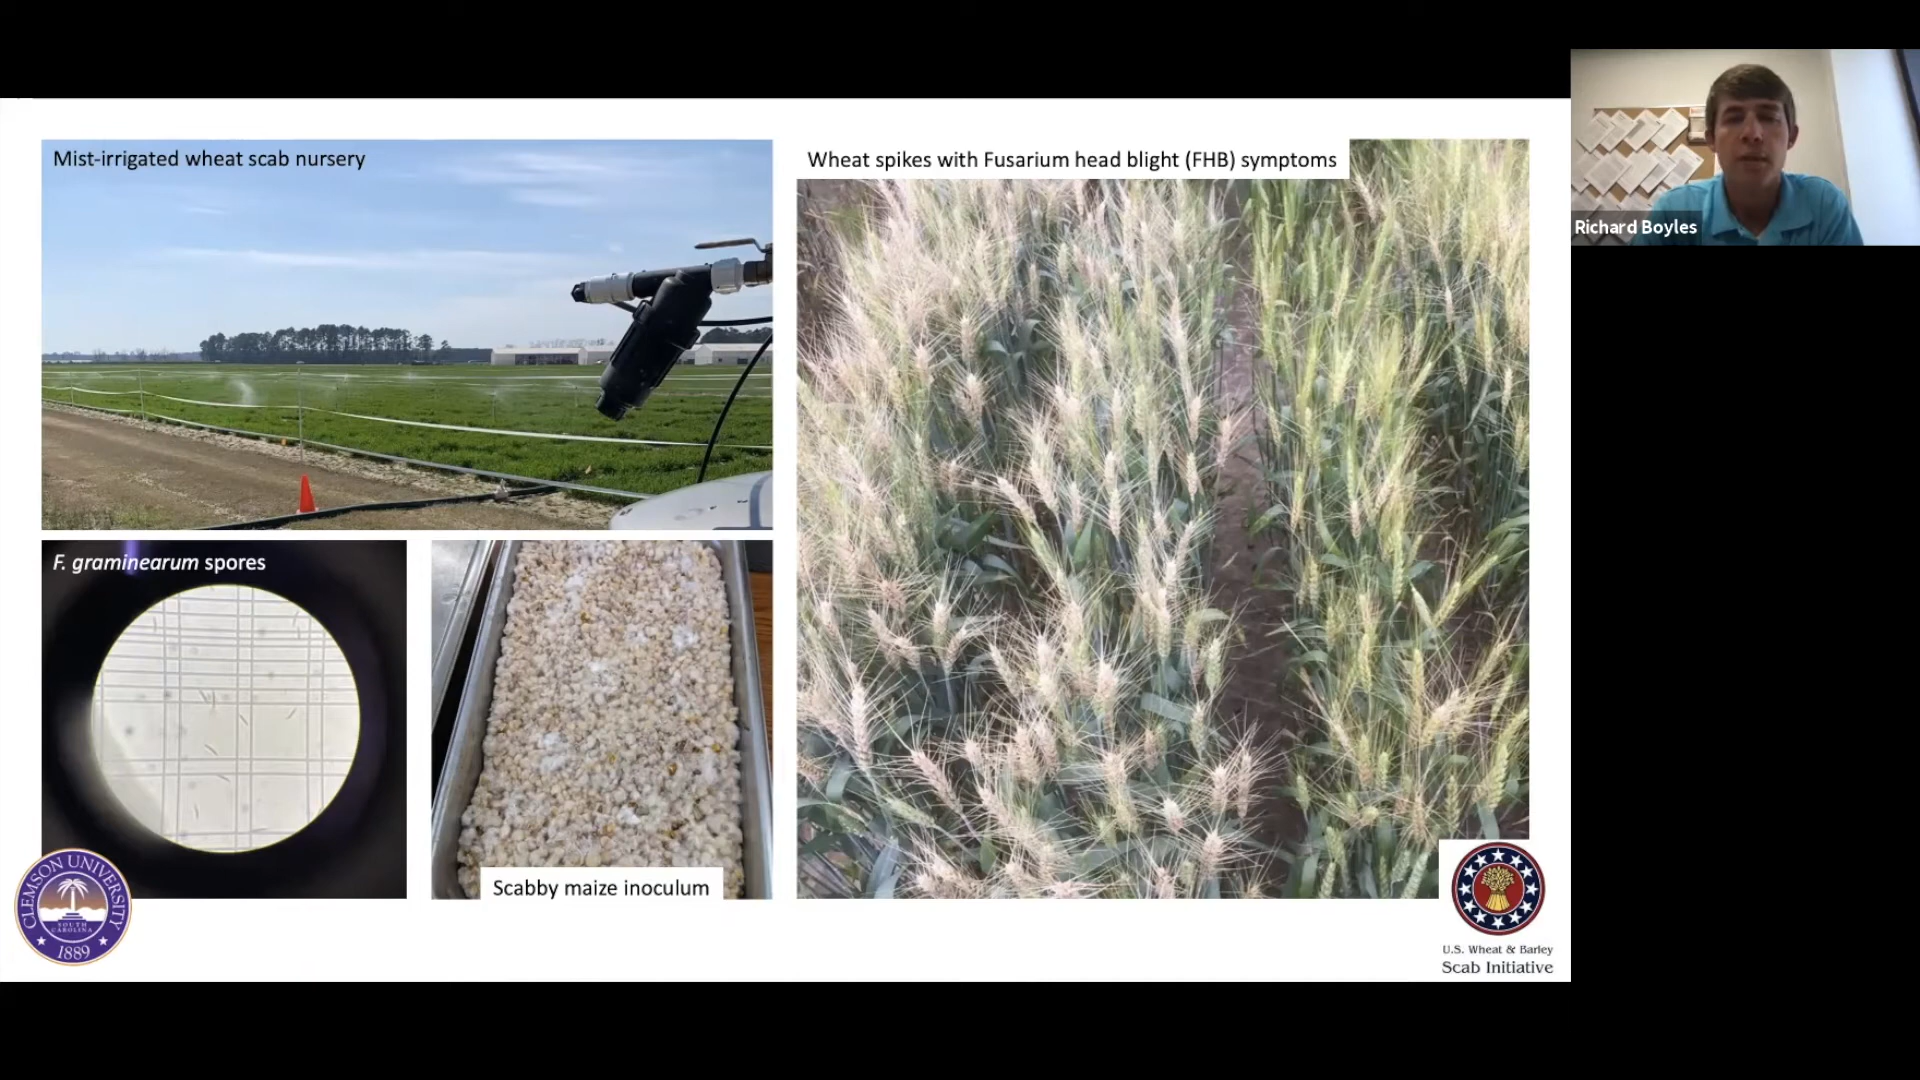 Mist-irrigated wheat scab nursery
Wheat spikes with Fusarium head blight (FHB) symptoms
Richard Boyles
F. graminearum spores
Scabby maize inoculum
CLEMSON UNIVERSITY
SOUTH
CAROLINA
1889
U.S. Wheat & Barley
Scab Initiative